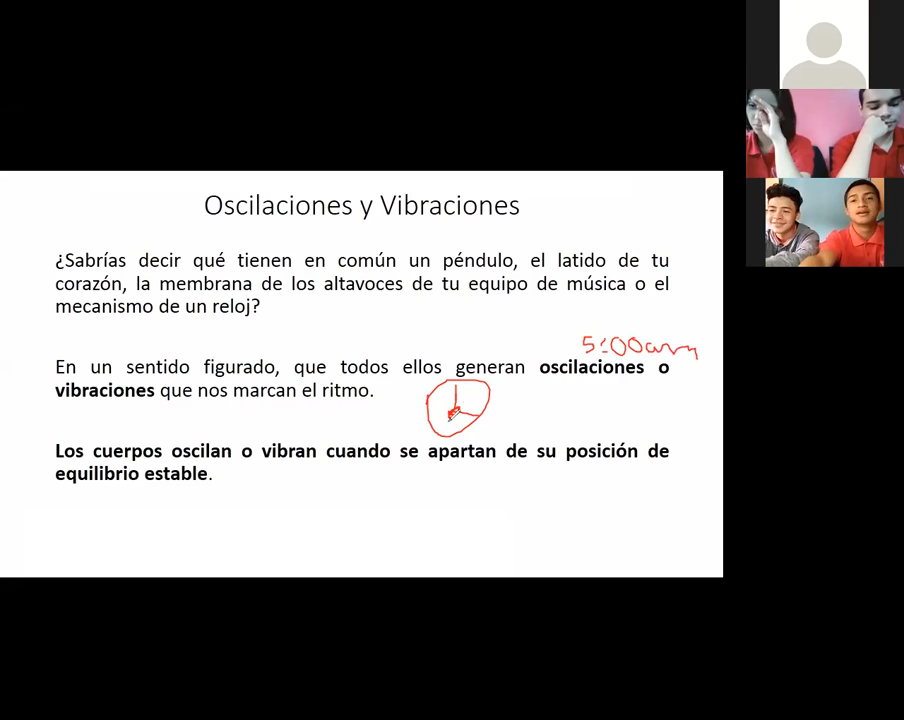 Oscilaciones y Vibraciones
¿Sabrías decir qué tienen en común un péndulo, el latido de tu
corazón, la membrana de los altavoces de tu equipo de música o el
mecanismo de un reloj?
5:00am
En un sentido figurado, que todos ellos generan oscilaciones o
vibraciones que nos marcan el ritmo.
Los cuerpos oscilan o vibran cuando se apartan de su posición de
equilibrio estable.